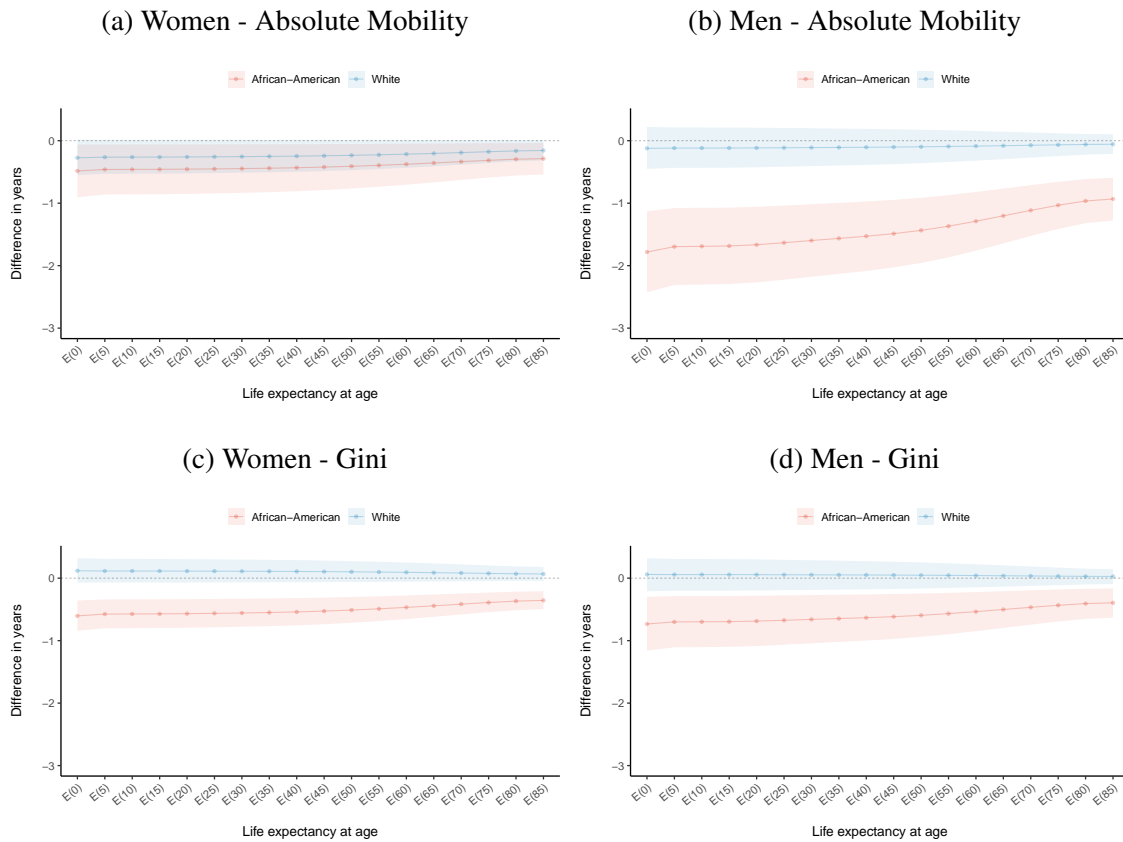 (a) Women - Absolute Mobility
African−American White
Difference in years
0
−1
−2
−3
E(0) E(5) E(10) E(15) E(20) E(25) E(30) E(35) E(40) E(45) E(50) E(55) E(60) E(65) E(70) E(75) E(80) E(85)
Life expectancy at age
(b) Men - Absolute Mobility
African−American White
Difference in years
0
−1
−2
−3
E(0) E(5) E(10) E(15) E(20) E(25) E(30) E(35) E(40) E(45) E(50) E(55) E(60) E(65) E(70) E(75) E(80) E(85)
Life expectancy at age
(c) Women - Gini
African−American White
Difference in years
0
−1
−2
−3
E(0) E(5) E(10) E(15) E(20) E(25) E(30) E(35) E(40) E(45) E(50) E(55) E(60) E(65) E(70) E(75) E(80) E(85)
Life expectancy at age
(d) Men - Gini
African−American White
Difference in years
0
−1
−2
−3
E(0) E(5) E(10) E(15) E(20) E(25) E(30) E(35) E(40) E(45) E(50) E(55) E(60) E(65) E(70) E(75) E(80) E(85)
Life expectancy at age